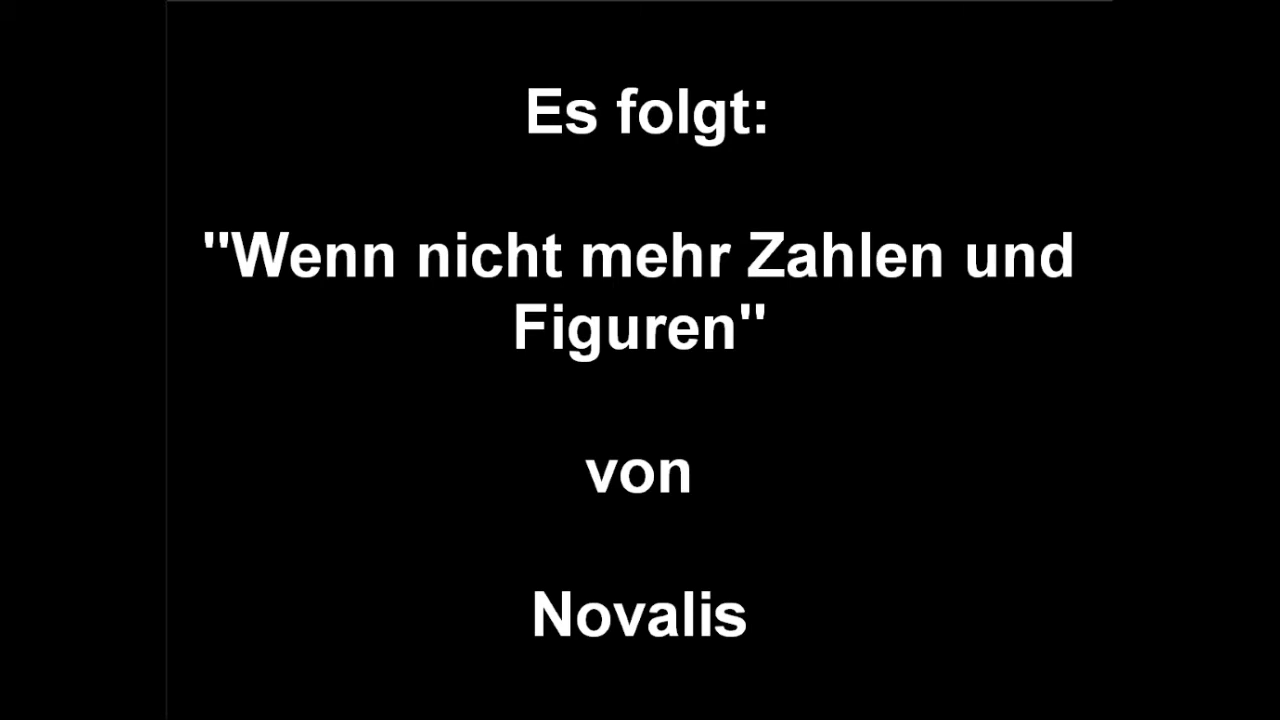 Es folgt:
"Wenn nicht mehr Zahlen und
Figuren"
von
Novalis